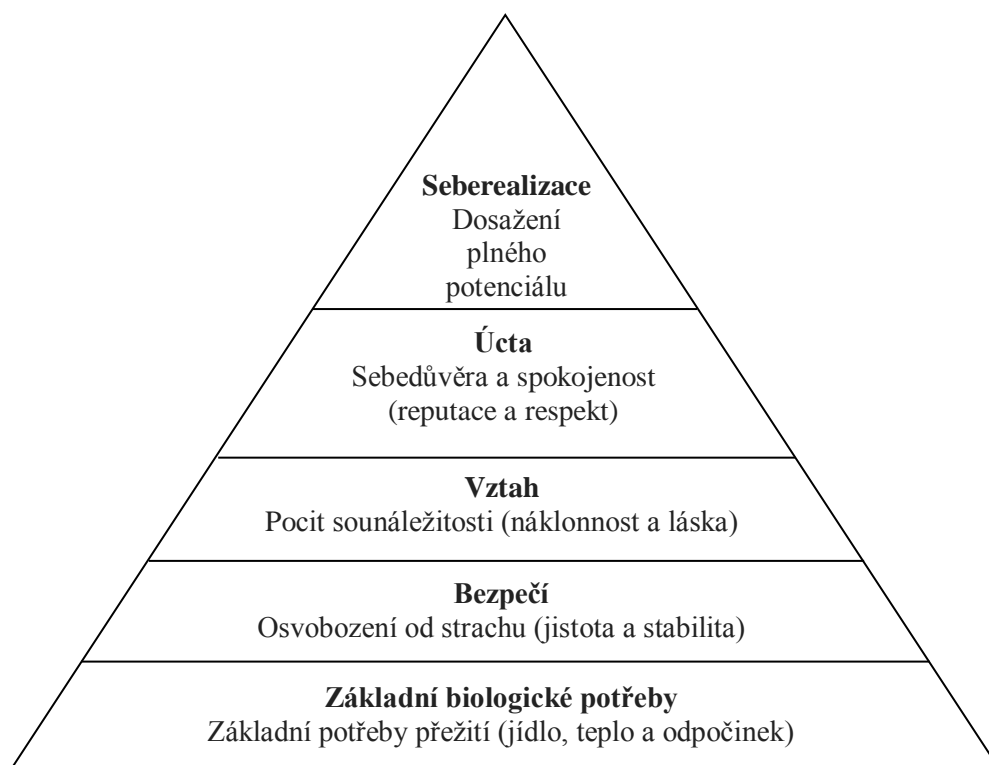 Seberealizace
Dosažení
plného
potenciálu
Úcta
Sebedůvěra a spokojenost
(reputace a respekt)
Vztah
Pocit sounáležitosti (náklonnost a láska)
Bezpečí
Osvobození od strachu (jistota a stabilita)
Základní biologické potřeby
Základní potřeby přežití (jídlo, teplo a odpočinek)